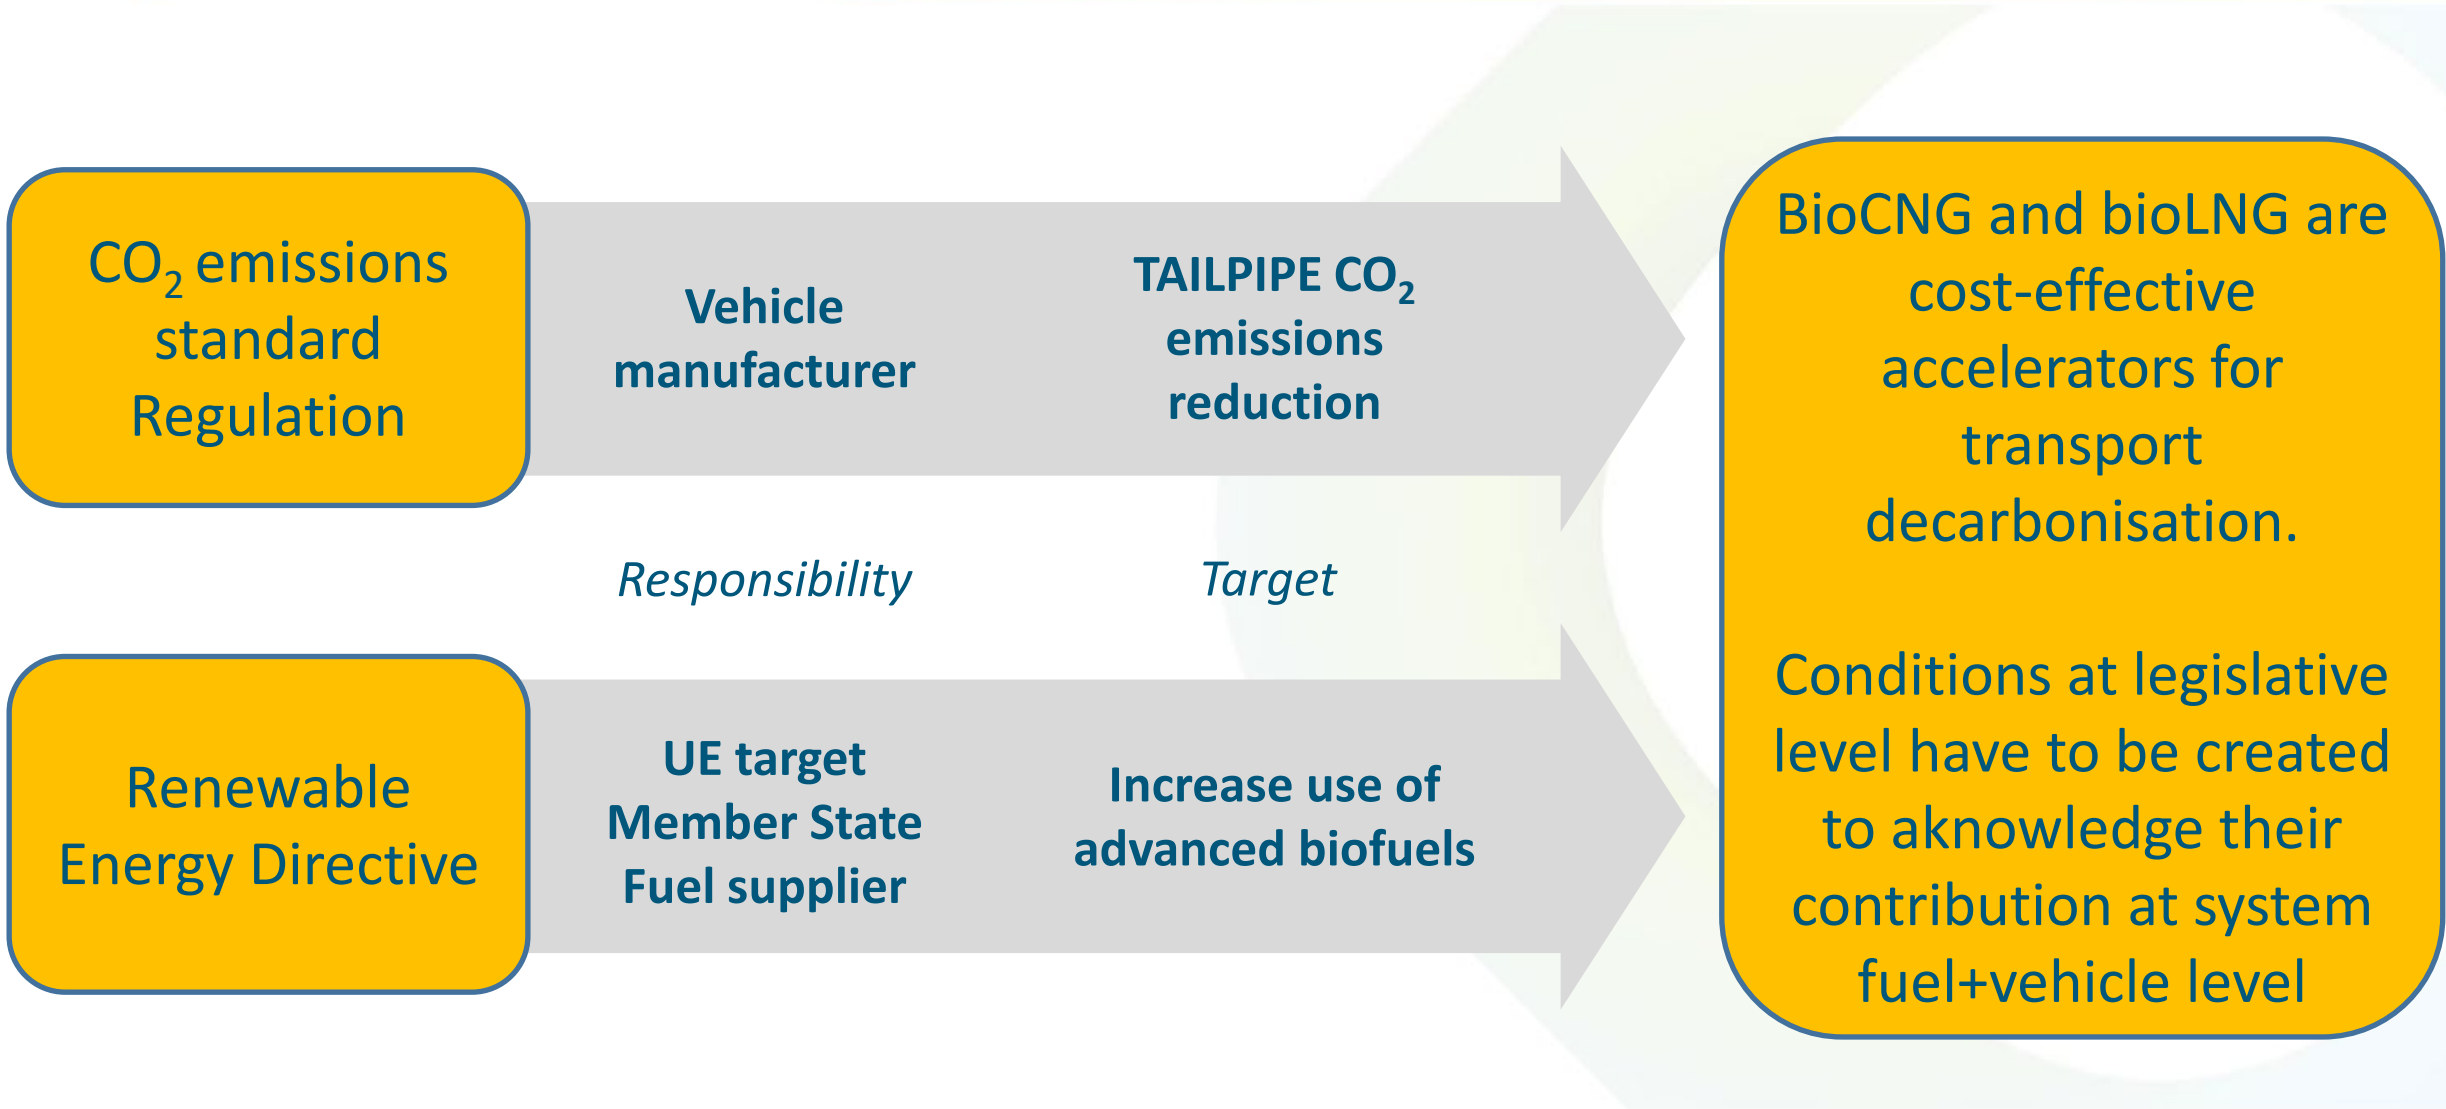 CO₂ emissions
standard
Regulation
Vehicle
manufacturer
TAILPIPE CO₂
emissions
reduction
Responsibility
Target
Renewable
Energy Directive
UE target
Member State
Fuel supplier
Increase use of
advanced biofuels
BioCNG and bioLNG are
cost-effective
accelerators for
transport
decarbonisation.
Conditions at legislative
level have to be created
to aknowledge their
contribution at system
fuel+vehicle level